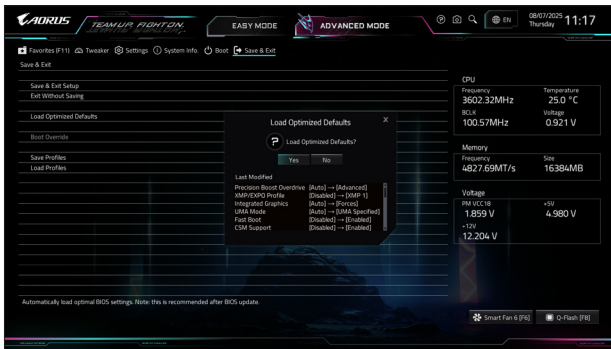 AORUS
TEAM UP. FIGHT ON.
EASY MODE
ADVANCED MODE
EN
08/07/2025
Thursday
11:17
Favorites (F11)
Tweaker
Settings
System Info.
Boot
Save & Exit
Save & Exit
Save & Exit Setup
Exit Without Saving
Load Optimized Defaults
Boot Override
Save Profiles
Load Profiles
Load Optimized Defaults
X
Load Optimized Defaults?
Yes No
Last Modified
Precision Boost Overdrive [Auto] → [Advanced]
XMP/EXPO Profile [Disabled] → [XMP 1]
Integrated Graphics [Auto] → [Forces]
UMA Mode [Auto] → [UMA Specified]
Fast Boot [Disabled] → [Enabled]
CSM Support [Disabled] → [Enabled]
CPU
Frequency Temperature
3602.32MHz 25.0 °C
BCLK Voltage
100.57MHz 0.921 V
Memory
Frequency Size
4827.69MT/s 16384MB
Voltage
PM VCC18 +5V
1.859 V 4.980 V
+12V
12.204 V
Automatically load optimal BIOS settings. Note: this is recommended after BIOS update.
Smart Fan 6 [F6]
Q-Flash [F8]